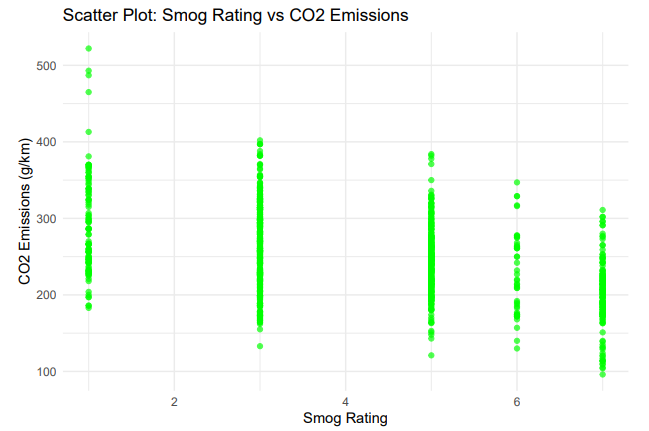 Scatter Plot: Smog Rating vs CO2 Emissions
CO2 Emissions (g/km)
500
400
300
200
100
2
4
6
Smog Rating